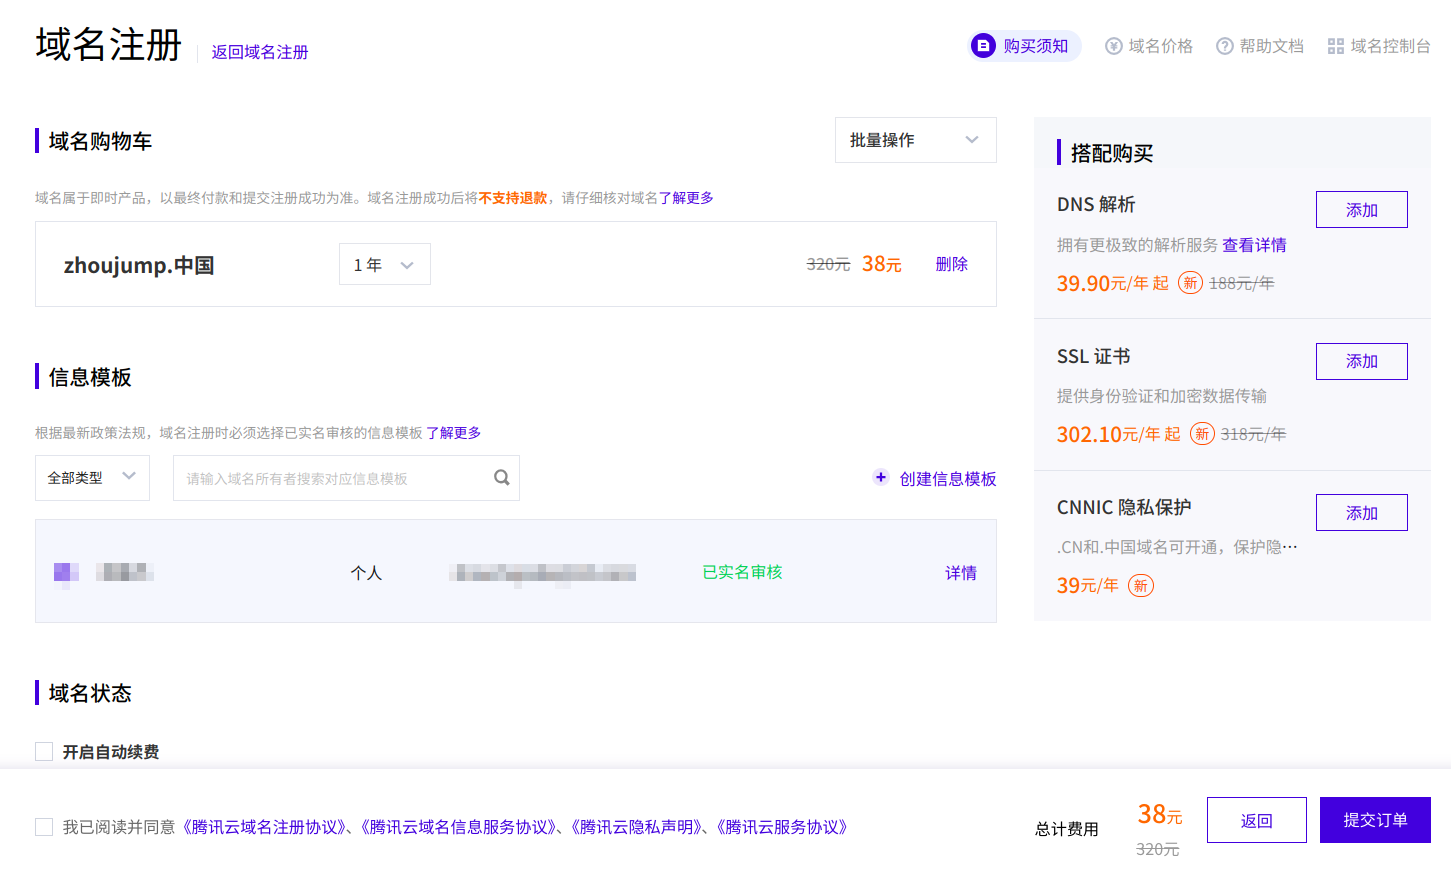 域名注册
返回域名注册
购买须知
域名价格
帮助文档
域名控制台
域名购物车
批量操作
域名属于即时产品，以最终付款和提交注册成功为准。域名注册成功后将不支持退款，请仔细核对域名了解更多
zhoujump.中国
1 年
320元 38元
删除
信息模板
根据最新政策法规，域名注册时必须选择已实名审核的信息模板 了解更多
全部类型
请输入域名所有者搜索对应信息模板
+ 创建信息模板
个人
已实名审核
详情
域名状态
开启自动续费
搭配购买
DNS 解析
添加
拥有更极致的解析服务 查看详情
39.90元/年 起 新 188元/年
SSL 证书
添加
提供身份验证和加密数据传输
302.10元/年 起 新 318元/年
CNNIC 隐私保护
添加
.CN和.中国域名可开通，保护隐…
39元/年 新
我已阅读并同意《腾讯云域名注册协议》、《腾讯云域名信息服务协议》、《腾讯云隐私声明》、《腾讯云服务协议》
总计费用
38元
320元
返回
提交订单